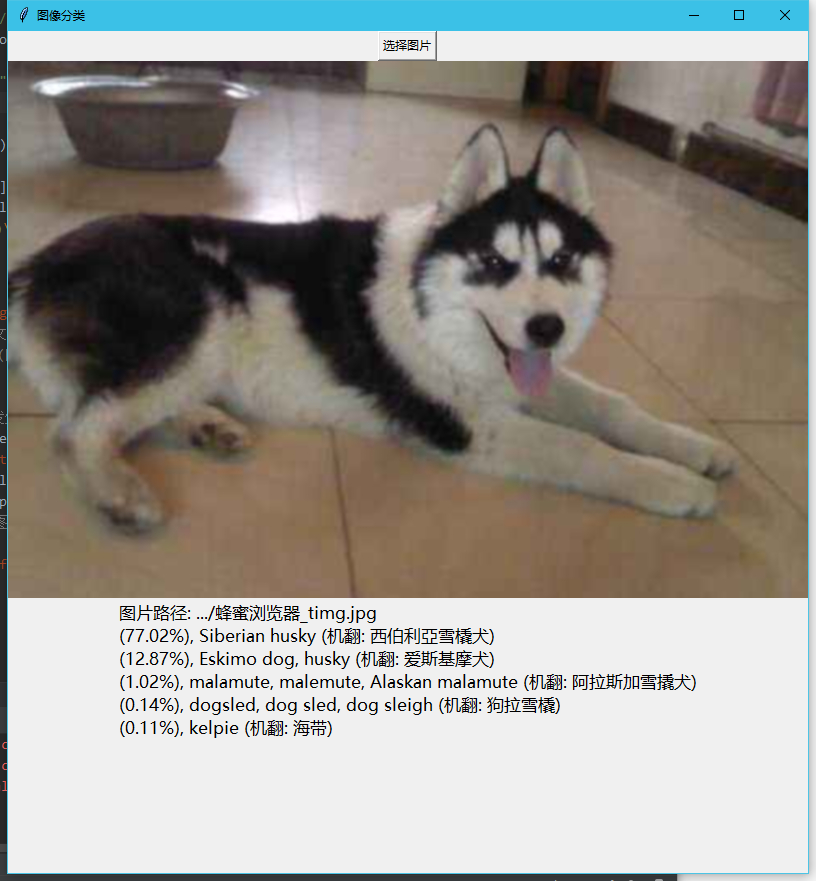 图像分类
选择图片
图片路径: .../蜂蜜浏览器_timg.jpg
(77.02%), Siberian husky (机翻: 西伯利亞雪橇犬)
(12.87%), Eskimo dog, husky (机翻: 爱斯基摩犬)
(1.02%), malamute, malemute, Alaskan malamute (机翻: 阿拉斯加雪撬犬)
(0.14%), dogsled, dog sled, dog sleigh (机翻: 狗拉雪橇)
(0.11%), kelpie (机翻: 海带)